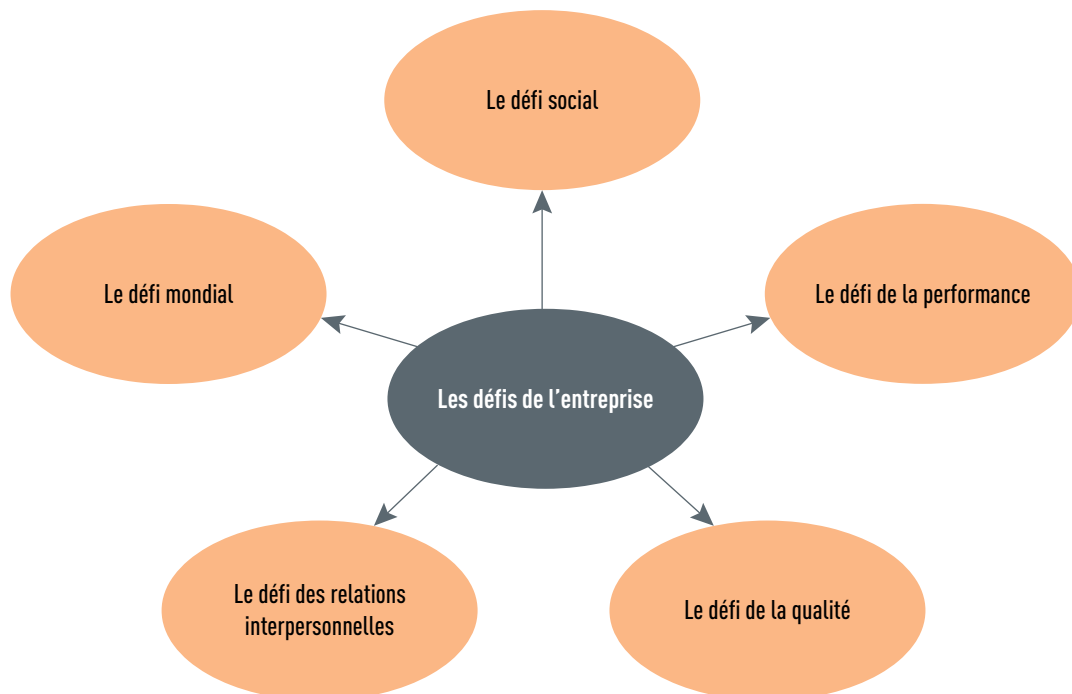 Le défi social
Le défi mondial
Le défi de la performance
Les défis de l’entreprise
Le défi des relations
interpersonnelles
Le défi de la qualité